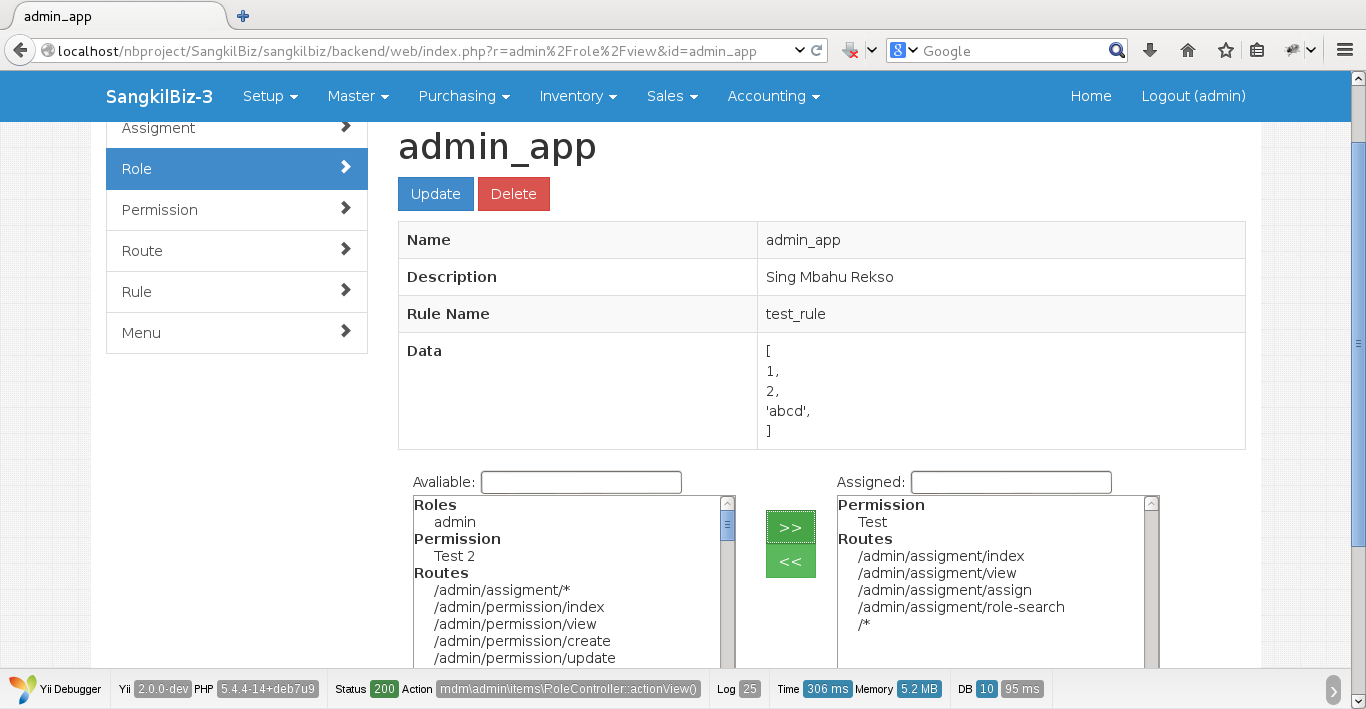 admin_app
localhost/nbproject/SangkilBiz/sangkilbiz/backend/web/index.php?r=admin%2Frole%2Fview&id=admin_app
8 Google
SangkilBiz-3 Setup Master Purchasing Inventory Sales Accounting Home Logout (admin)
Assigment
Role
Permission
Route
Rule
Menu
admin_app
Update Delete
Name admin_app
Description Sing Mbahu Rekso
Rule Name test_rule
Data [
1,
2,
'abcd',
]
Avaliable:
Roles
admin
Permission
Test 2
Routes
/admin/assigment/*
/admin/permission/index
/admin/permission/view
/admin/permission/create
/admin/permission/update
>>
<<
Assigned:
Permission
Test
Routes
/admin/assigment/index
/admin/assigment/view
/admin/assigment/assign
/admin/assigment/role-search
/*
Yii Debugger Yii 2.0.0-dev PHP 5.4.4-14+deb7u9 Status 200 Action mdm\admin\items\RoleController::actionView() Log 25 Time 306 ms Memory 5.2 MB DB 10 95 ms